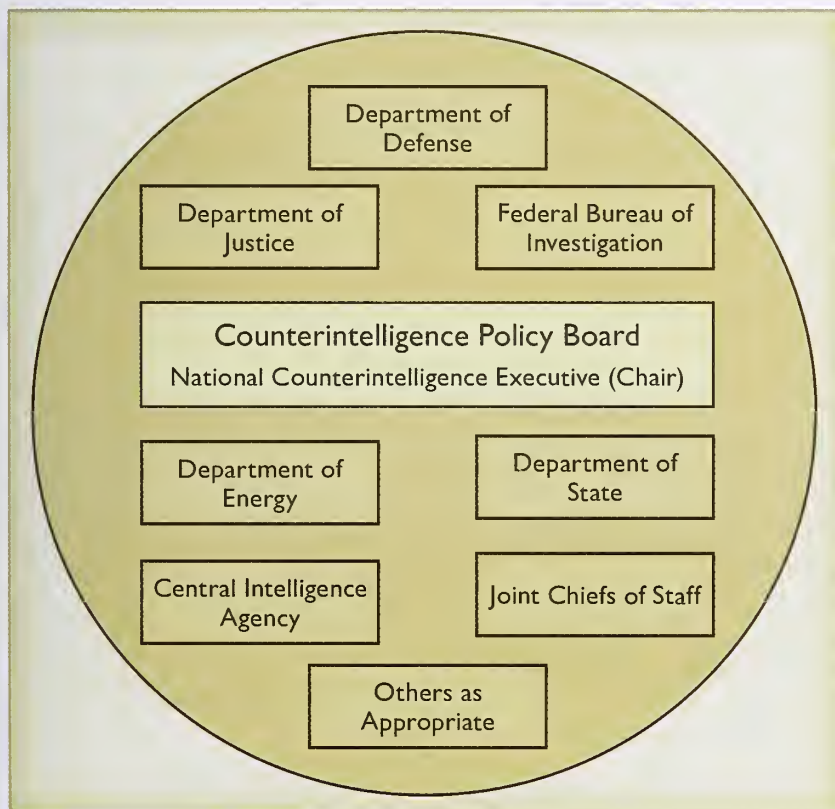 Department of
Defense
Department of
Justice
Federal Bureau of
Investigation
Counterintelligence Policy Board
National Counterintelligence Executive (Chair)
Department of
Energy
Department of
State
Central Intelligence
Agency
Joint Chiefs of Staff
Others as
Appropriate